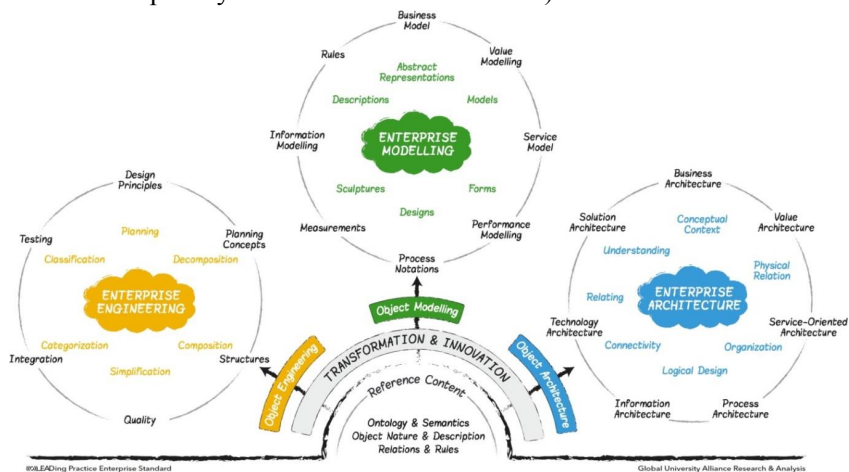 Business
Model
Rules
Value
Modelling
Abstract
Representations
Descriptions
Models
Information
Modelling
ENTERPRISE
MODELLING
Service
Model
Sculptures
Forms
Designs
Measurements
Performance
Modelling
Process
Notations
Design
Principles
Testing
Planning
Planning
Concepts
Classification
Decomposition
ENTERPRISE
ENGINEERING
Categorization
Composition
Integration
Structures
Simplification
Quality
Business
Architecture
Solution
Architecture
Conceptual
Context
Value
Architecture
Understanding
Physical
Relation
Relating
ENTERPRISE
ARCHITECTURE
Technology
Architecture
Service-Oriented
Architecture
Connectivity
Organization
Logical Design
Information
Architecture
Process
Architecture
Object Modelling
Object Engineering
Object Architecture
TRANSFORMATION & INNOVATION
Reference Content
Ontology & Semantics
Object Nature & Description
Relations & Rules
LEADing Practice Enterprise Standard
Global University Alliance Research & Analysis